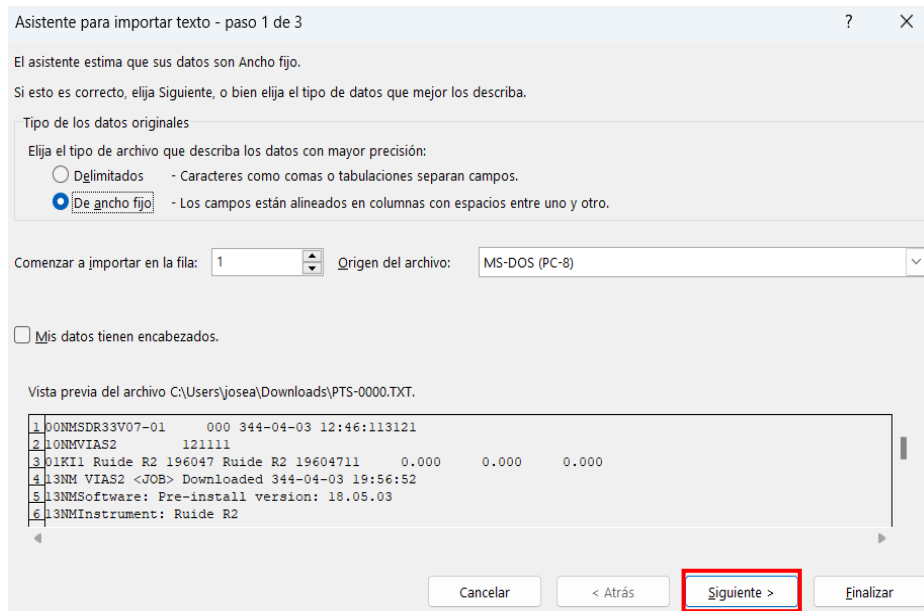 Asistente para importar texto - paso 1 de 3 ?
El asistente estima que sus datos son Ancho fijo.
Si esto es correcto, elija Siguiente, o bien elija el tipo de datos que mejor los describa.
Tipo de los datos originales
Elija el tipo de archivo que describa los datos con mayor precisión:
Delimitados - Caracteres como comas o tabulaciones separan campos.
De ancho fijo - Los campos están alineados en columnas con espacios entre uno y otro.
Comenzar a importar en la fila: 1 Origen del archivo: MS-DOS (PC-8)
Mis datos tienen encabezados.
Vista previa del archivo C:\Users\josea\Downloads\PTS-0000.TXT.
1 00NMSDR33V07-01 000 344-04-03 12:46:113121
2 10NMVIAS2 121111
3 01KI1 Ruide R2 196047 Ruide R2 19604711 0.000 0.000 0.000
4 13NM VIAS2 <JOB> Downloaded 344-04-03 19:56:52
5 13NMSoftware: Pre-install version: 18.05.03
6 13NMInstrument: Ruide R2
Cancelar < Atrás Siguiente > Finalizar